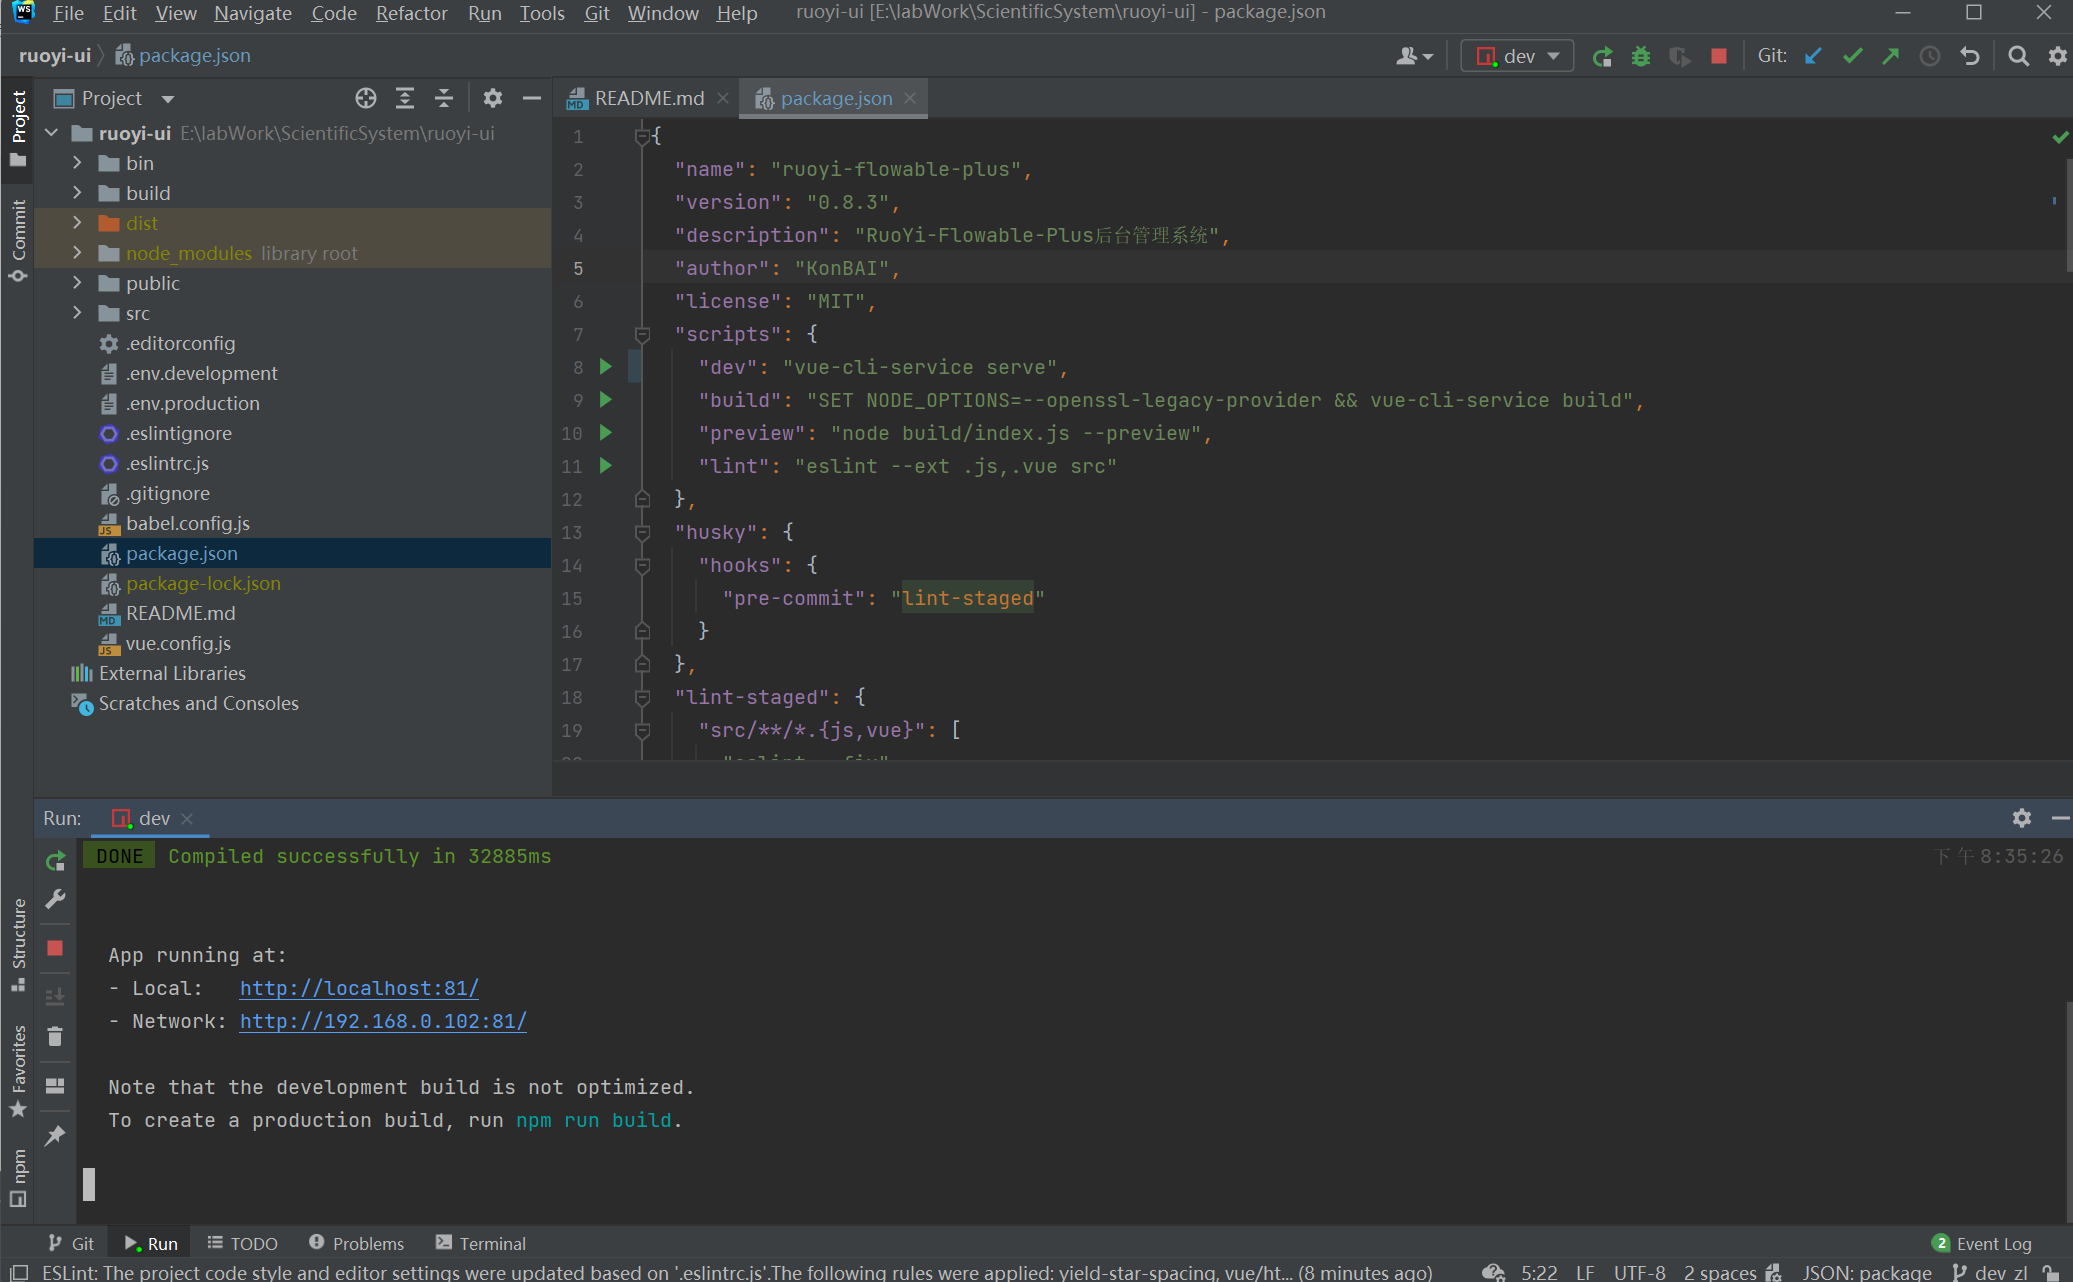 File Edit View Navigate Code Refactor Run Tools Git Window Help ruoyi-ui [E:\labWork\ScientificSystem\ruoyi-ui] - package.json
ruoyi-ui package.json dev Git:
Project
README.md package.json
Project
Commit
Structure
Favorites
npm
ruoyi-ui E:\labWork\ScientificSystem\ruoyi-ui
bin
build
dist
node_modules library root
public
src
.editorconfig
.env.development
.env.production
.eslintignore
.eslintrc.js
.gitignore
babel.config.js
package.json
package-lock.json
README.md
vue.config.js
External Libraries
Scratches and Consoles
1 {
2 "name": "ruoyi-flowable-plus",
3 "version": "0.8.3",
4 "description": "RuoYi-Flowable-Plus后台管理系统",
5 "author": "KonBAI",
6 "license": "MIT",
7 "scripts": {
8 "dev": "vue-cli-service serve",
9 "build": "SET NODE_OPTIONS=--openssl-legacy-provider && vue-cli-service build",
10 "preview": "node build/index.js --preview",
11 "lint": "eslint --ext .js,.vue src"
12 },
13 "husky": {
14 "hooks": {
15 "pre-commit": "lint-staged"
16 }
17 },
18 "lint-staged": {
19 "src/**/*.{js,vue}": [
Run: dev
DONE Compiled successfully in 32885ms 下午8:35:26
App running at:
- Local: http://localhost:81/
- Network: http://192.168.0.102:81/
Note that the development build is not optimized.
To create a production build, run npm run build.
Git Run TODO Problems Terminal 2 Event Log
ESLint: The project code style and editor settings were updated based on '.eslintrc.js'.The following rules were applied: yield-star-spacing, vue/ht... (8 minutes ago) 5:22 LF UTF-8 2 spaces JSON: package dev_zl